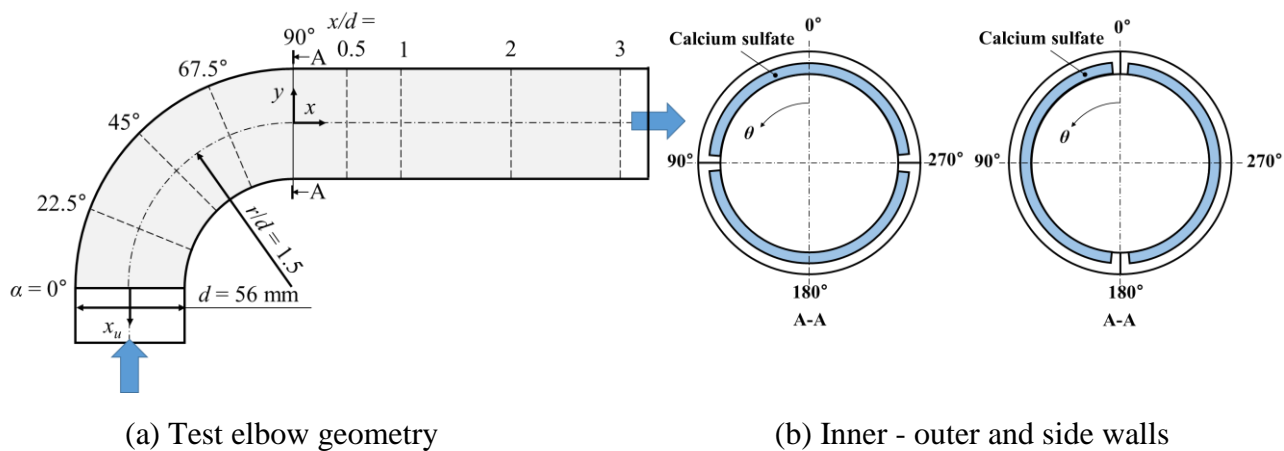 x/d =
90°
A
0.5
1
2
3
67.5°
y
x
45°
A
22.5°
r/d = 1.5
α = 0°
d = 56 mm
x_u
0°
Calcium sulfate
θ
90°
270°
180°
A-A
0°
Calcium sulfate
θ
90°
270°
180°
A-A
(a) Test elbow geometry
(b) Inner - outer and side walls